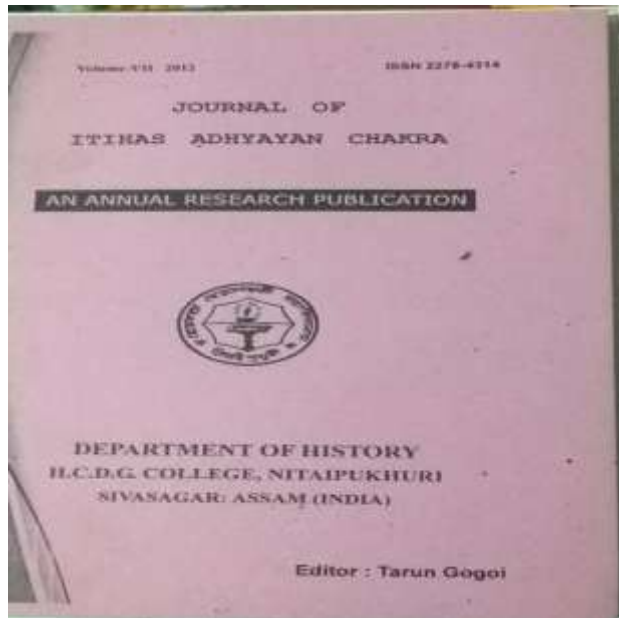 Volume-VII 2012 ISSN 2278-4314
JOURNAL OF
ITIHAS ADHYAYAN CHAKRA
AN ANNUAL RESEARCH PUBLICATION
DEPARTMENT OF HISTORY
H.C.D.G. COLLEGE, NITAIPUKHURI
SIVASAGAR: ASSAM (INDIA)
Editor : Tarun Gogoi